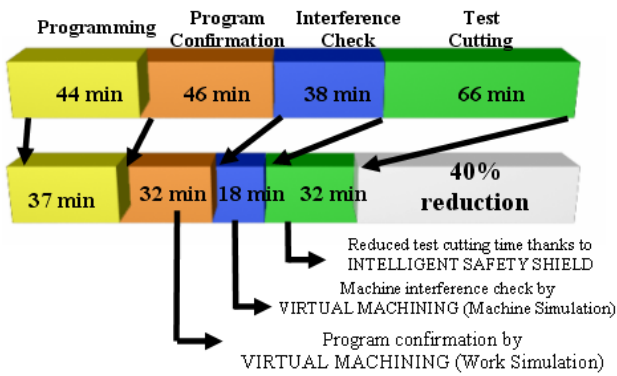 Programming
Program
Confirmation
Interference
Check
Test
Cutting
44 min
46 min
38 min
66 min
37 min
32 min
18 min
32 min
40%
reduction
Reduced test cutting time thanks to
INTELLIGENT SAFETY SHIELD
Machine interference check by
VIRTUAL MACHINING (Machine Simulation)
Program confirmation by
VIRTUAL MACHINING (Work Simulation)